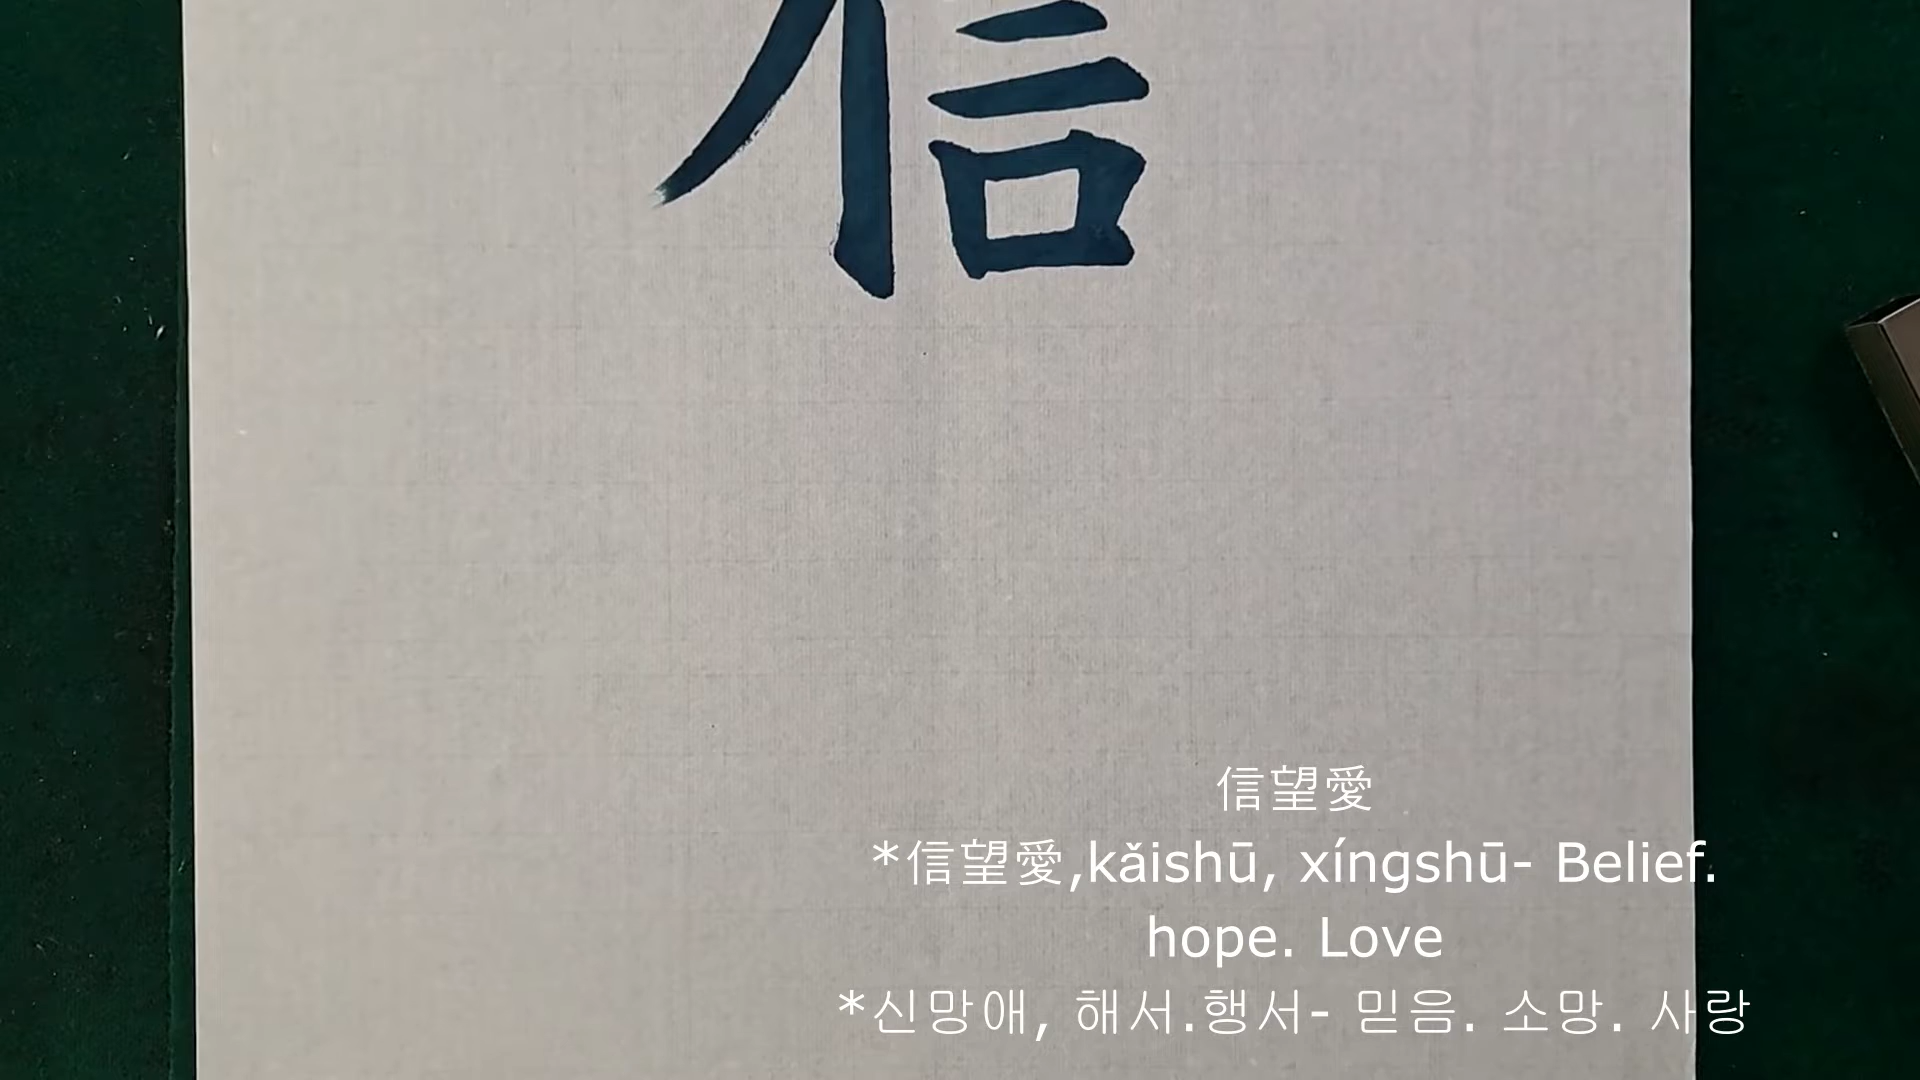 信
信望愛
*信望愛,kǎishū, xíngshū- Belief.
hope. Love
*신망애, 해서.행서- 믿음. 소망. 사랑